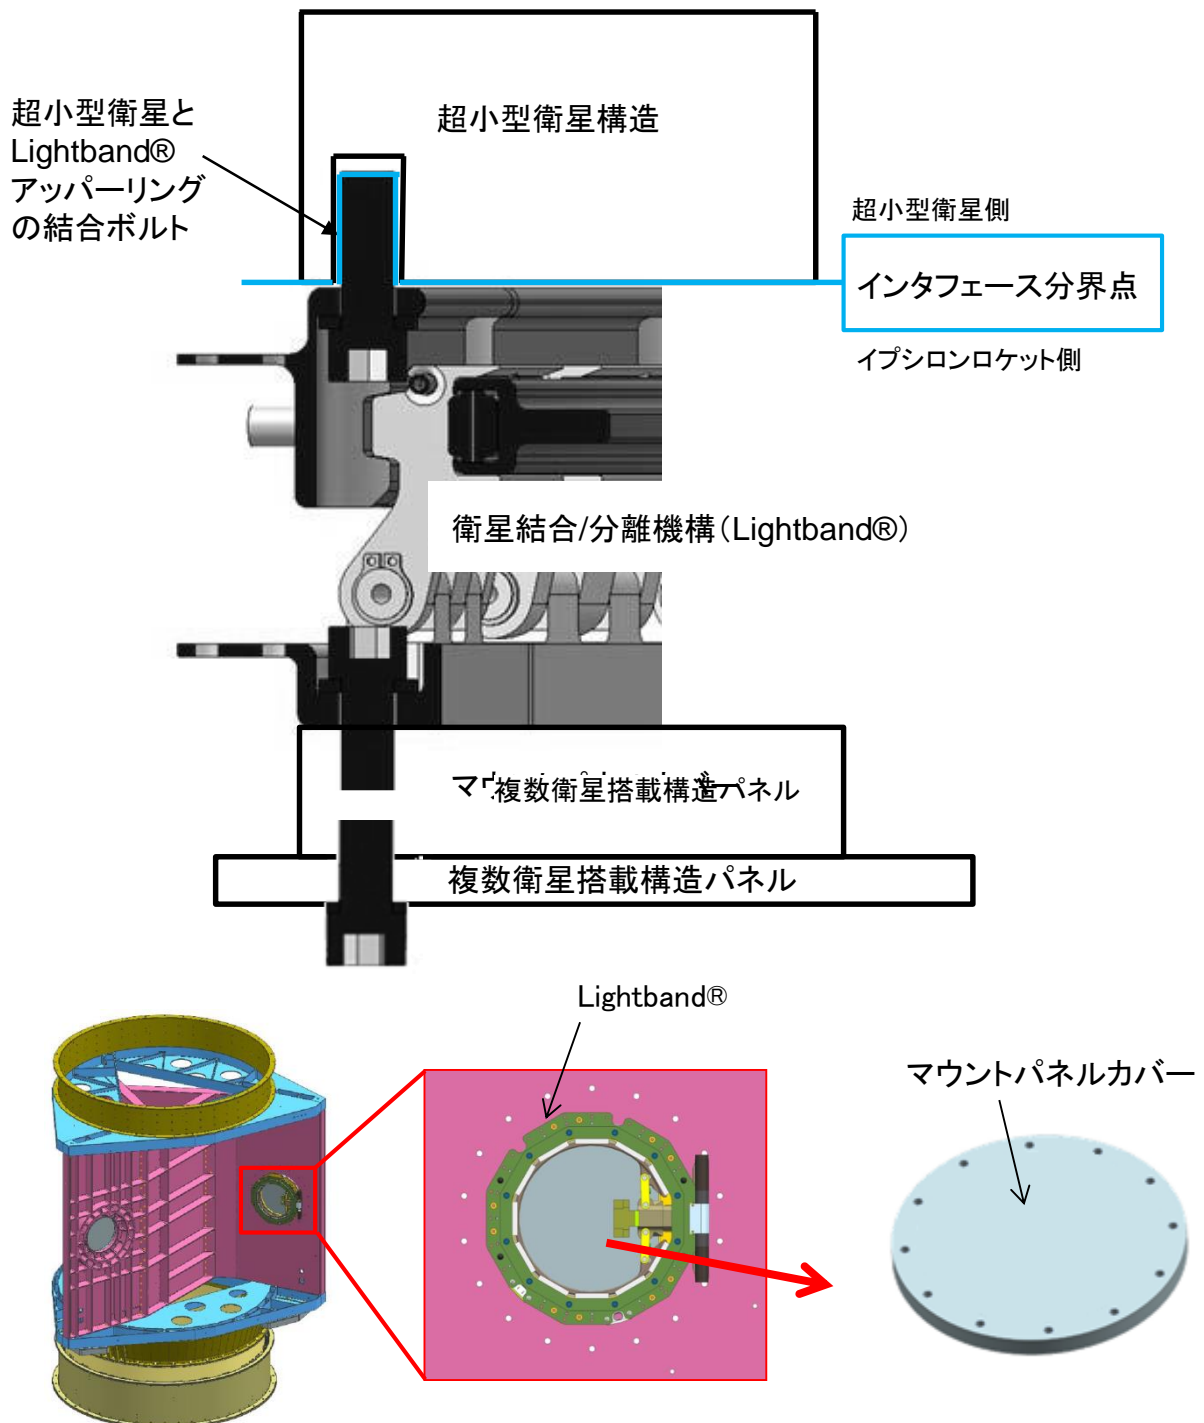 超小型衛星と
Lightband®
アッパーリング
の結合ボルト
超小型衛星構造
超小型衛星側
インタフェース分界点
イプシロンロケット側
衛星結合/分離機構(Lightband®)
複数衛星搭載構造パネル
複数衛星搭載構造パネル
Lightband®
マウントパネルカバー